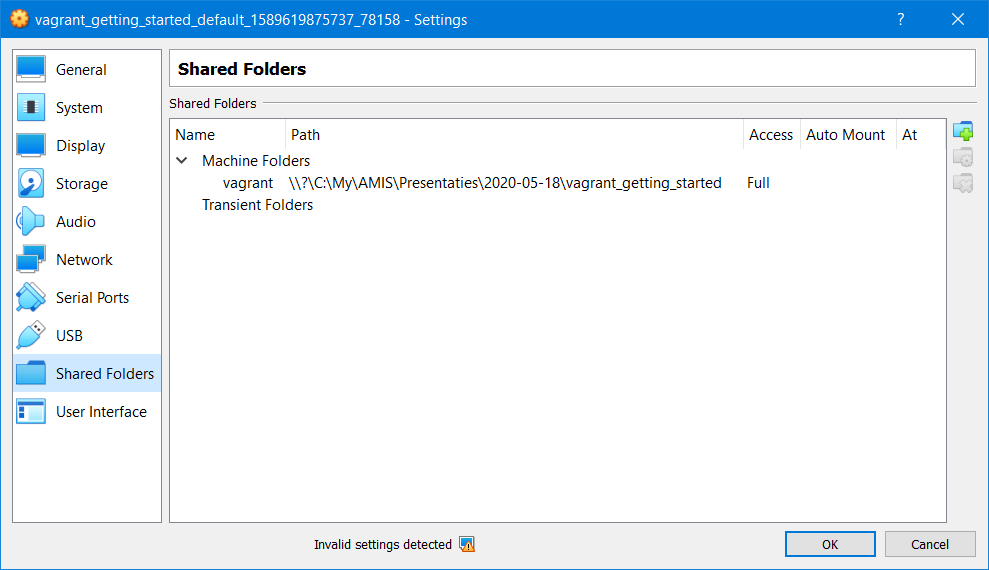 vagrant_getting_started_default_1589619875737_78158 - Settings
?
General
System
Display
Storage
Audio
Network
Serial Ports
USB
Shared Folders
User Interface
Shared Folders
Shared Folders
Name Path Access Auto Mount At
Machine Folders
vagrant \\?\C:\My\AMIS\Presentaties\2020-05-18\vagrant_getting_started Full
Transient Folders
Invalid settings detected
OK Cancel